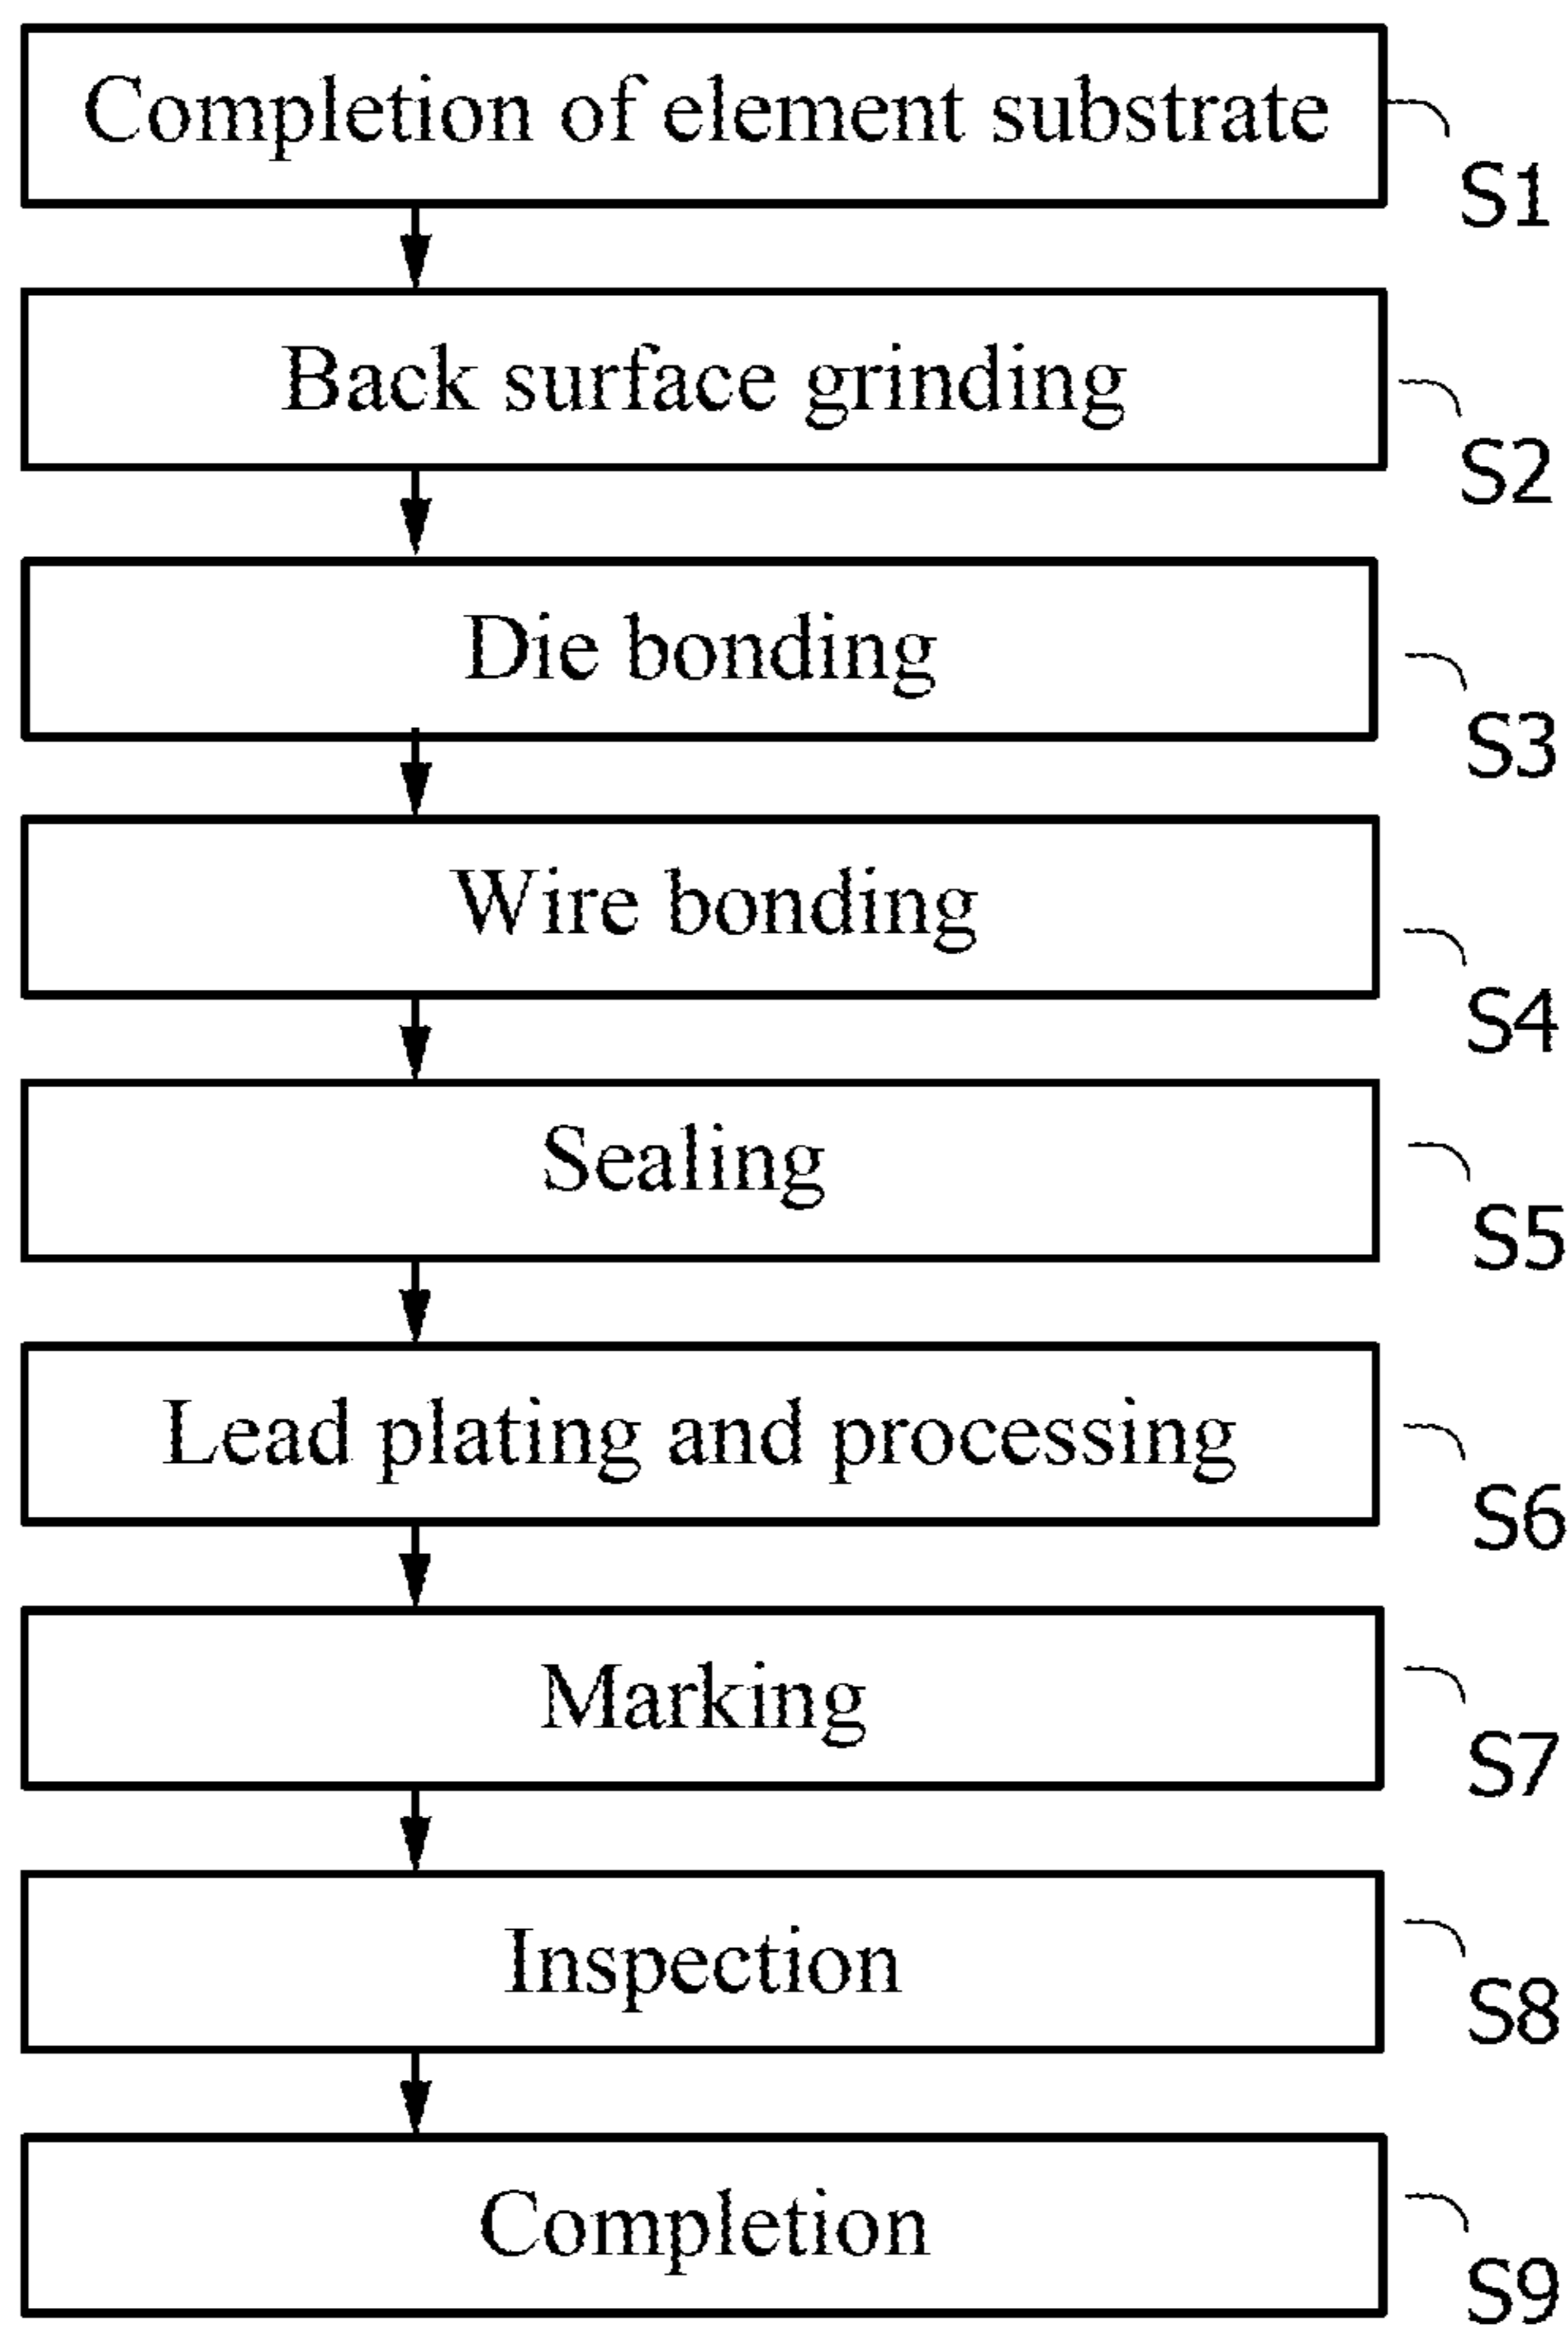 Completion of element substrate
S1
Back surface grinding
S2
Die bonding
S3
Wire bonding
S4
Sealing
S5
Lead plating and processing
S6
Marking
S7
Inspection
S8
Completion
S9